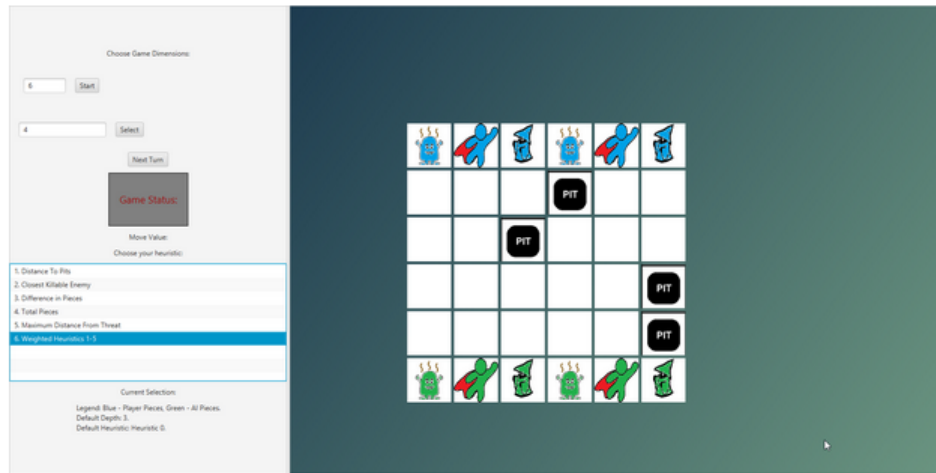 Choose Game Dimensions:
6
Start
4
Select
Next Turn
Game Status:
Move Value:
Choose your heuristic:
1. Distance To Pits
2. Closest Killable Enemy
3. Difference in Pieces
4. Total Pieces
5. Maximum Distance From Threat
6. Weighted Heuristics 1-5
Current Selection:
Legend: Blue - Player Pieces, Green - AI Pieces.
Default Depth: 3.
Default Heuristic: Heuristic 0.
PIT
PIT
PIT
PIT